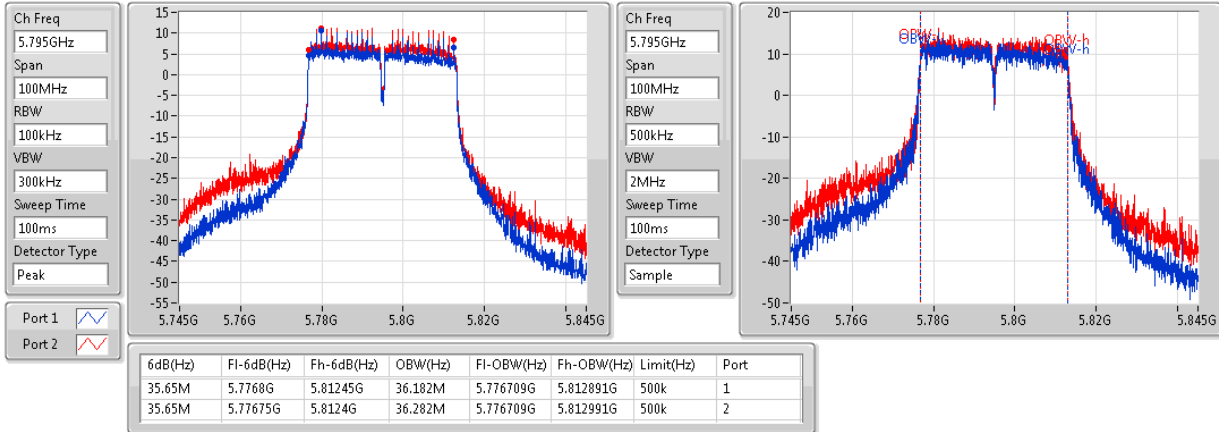 Ch Freq
5.795GHz
Span
100MHz
RBW
100kHz
VBW
300kHz
Sweep Time
100ms
Detector Type
Peak
Port 1
Port 2
15
10
5
0
-5
-10
-15
-20
-25
-30
-35
-40
-45
-50
-55
5.745G 5.76G 5.78G 5.8G 5.82G 5.845G
Ch Freq
5.795GHz
Span
100MHz
RBW
500kHz
VBW
2MHz
Sweep Time
100ms
Detector Type
Sample
20
10
0
-10
-20
-30
-40
-50
OBW-h
OBW-h
5.745G 5.76G 5.78G 5.8G 5.82G 5.845G
6dB(Hz) Fl-6dB(Hz) Fh-6dB(Hz) OBW(Hz) Fl-OBW(Hz) Fh-OBW(Hz) Limit(Hz) Port
35.65M 5.7768G 5.81245G 36.182M 5.776709G 5.812891G 500k 1
35.65M 5.77675G 5.8124G 36.282M 5.776709G 5.812991G 500k 2